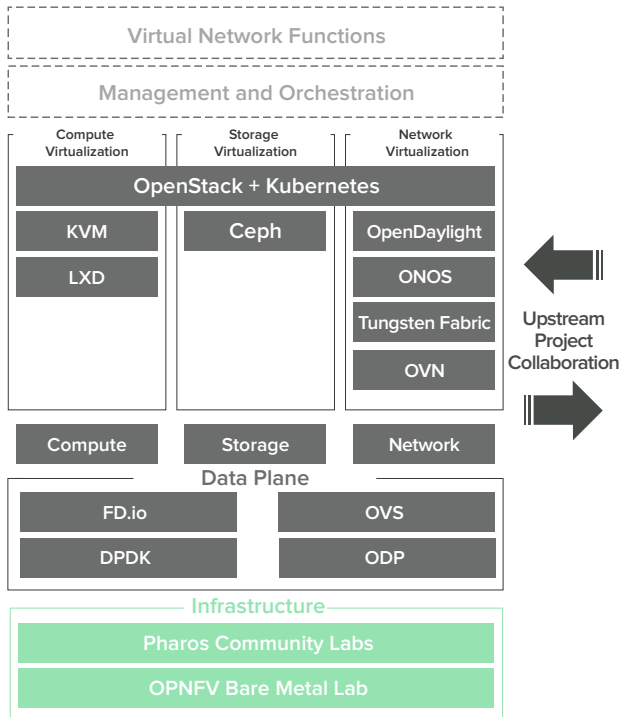 Virtual Network Functions
Management and Orchestration
Compute
Virtualization
Storage
Virtualization
Network
Virtualization
OpenStack + Kubernetes
KVM
Ceph
OpenDaylight
LXD
ONOS
Tungsten Fabric
OVN
Upstream
Project
Collaboration
Compute
Storage
Network
Data Plane
FD.io
OVS
DPDK
ODP
Infrastructure
Pharos Community Labs
OPNFV Bare Metal Lab